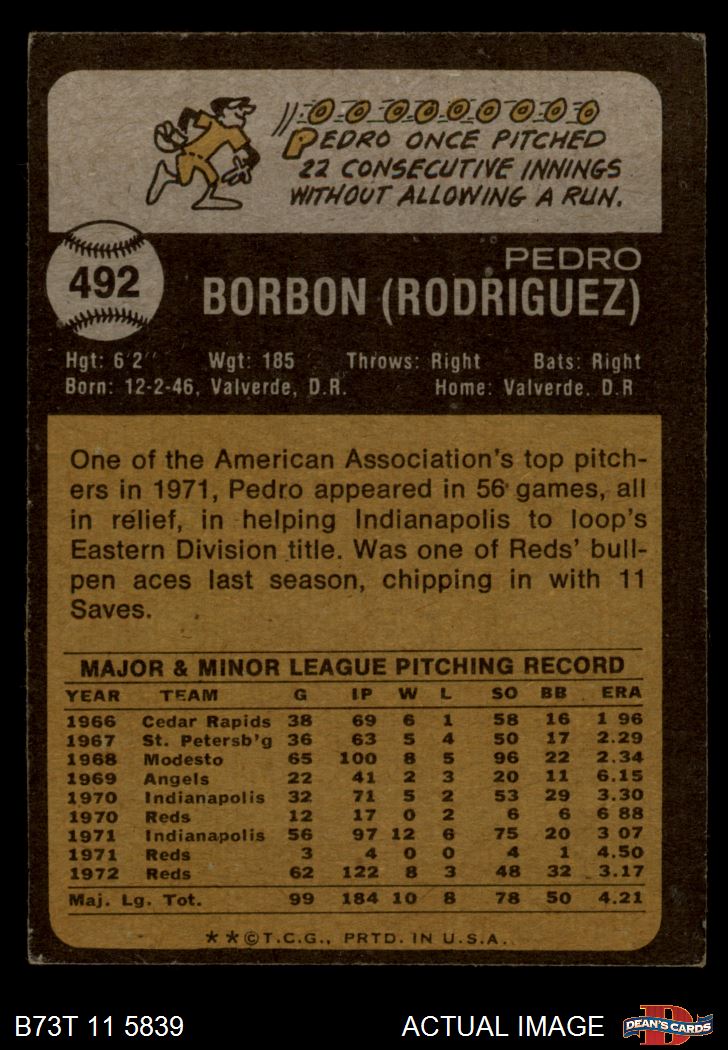 PEDRO ONCE PITCHED
22 CONSECUTIVE INNINGS
WITHOUT ALLOWING A RUN.
492
PEDRO
BORBON (RODRIGUEZ)
Hgt: 6'2" Wgt: 185 Throws: Right Bats: Right
Born: 12-2-46, Valverde, D.R. Home: Valverde, D.R
One of the American Association's top pitch-
ers in 1971, Pedro appeared in 56 games, all
in relief, in helping Indianapolis to loop's
Eastern Division title. Was one of Reds' bull-
pen aces last season, chipping in with 11
Saves.
MAJOR & MINOR LEAGUE PITCHING RECORD
YEAR TEAM G IP W L SO BB ERA
1966 Cedar Rapids 38 69 6 1 58 16 1 96
1967 St. Petersb'g 36 63 5 4 50 17 2.29
1968 Modesto 65 100 8 5 96 22 2.34
1969 Angels 22 41 2 3 20 11 6.15
1970 Indianapolis 32 71 5 2 53 29 3.30
1970 Reds 12 17 0 2 6 6 6 88
1971 Indianapolis 56 97 12 6 75 20 3 07
1971 Reds 3 4 0 0 4 1 4.50
1972 Reds 62 122 8 3 48 32 3.17
Maj. Lg. Tot. 99 184 10 8 78 50 4.21
**©T.C.G., PRTD. IN U.S.A.
B73T 11 5839 ACTUAL IMAGE DEAN'S CARDS